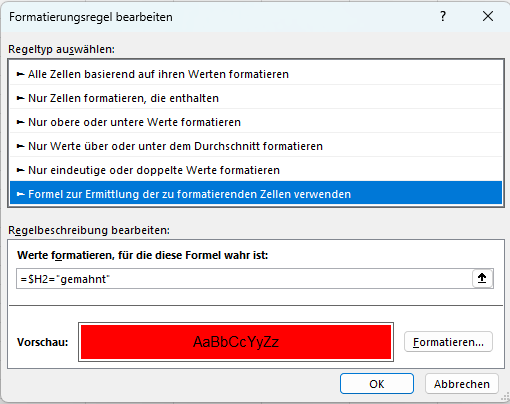 Formatierungsregel bearbeiten
Regeltyp auswählen:
► Alle Zellen basierend auf ihren Werten formatieren
► Nur Zellen formatieren, die enthalten
► Nur obere oder untere Werte formatieren
► Nur Werte über oder unter dem Durchschnitt formatieren
► Nur eindeutige oder doppelte Werte formatieren
► Formel zur Ermittlung der zu formatierenden Zellen verwenden
Regelbeschreibung bearbeiten:
Werte formatieren, für die diese Formel wahr ist:
=$H2="gemahnt"
Vorschau: AaBbCcYyZz Formatieren...
OK Abbrechen